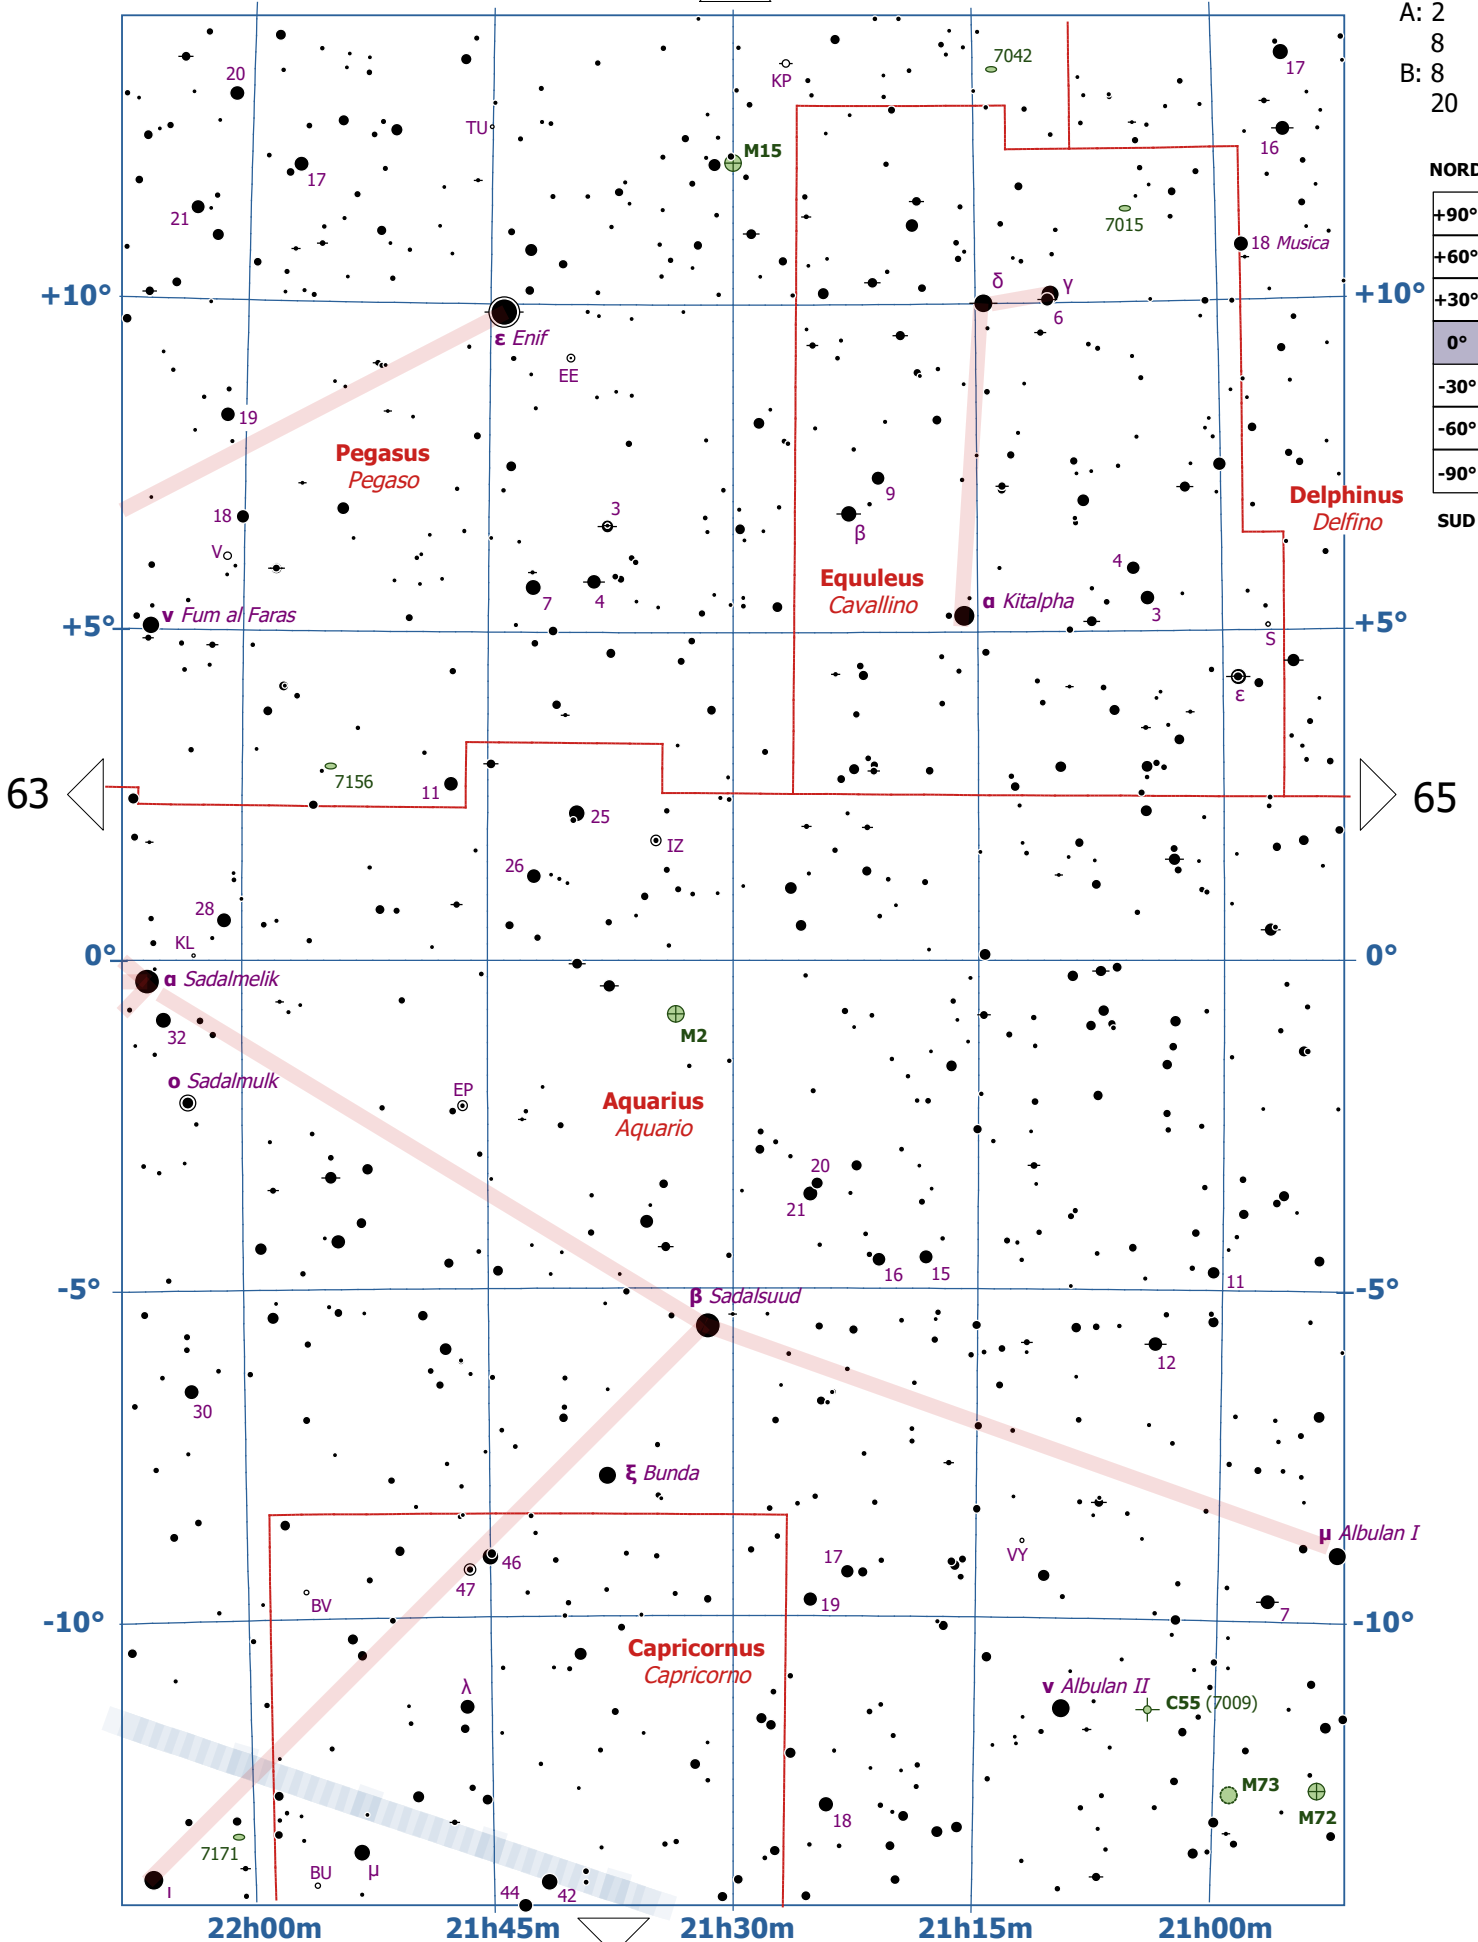 A: 2
8
B: 8
20
NORD
+90°
+60°
+30°
0°
-30°
-60°
-90°
SUD
20
KP
7042
17
TU
M15
16
17
21
7015
18 Musica
+10°
δ
γ
6
+10°
ε Enif
EE
19
Pegasus
Pegaso
9
β
Delphinus
Delfino
18
3
V
4
Equuleus
Cavallino
7
4
α Kitalpha
3
ν Fum al Faras
+5°
+5°
S
ε
63
7156
11
65
25
IZ
26
28
KL
0°
0°
α Sadalmelik
32
M2
ο Sadalmulk
EP
Aquarius
Aquario
20
21
16
15
11
-5°
-5°
β Sadalsuud
12
30
ξ Bunda
μ Albulan I
46
47
17
VY
BV
19
7
-10°
-10°
Capricornus
Capricorno
λ
ν Albulan II
C55 (7009)
M73
M72
18
7171
BU
μ
ι
44
42
22h00m
21h45m
21h30m
21h15m
21h00m